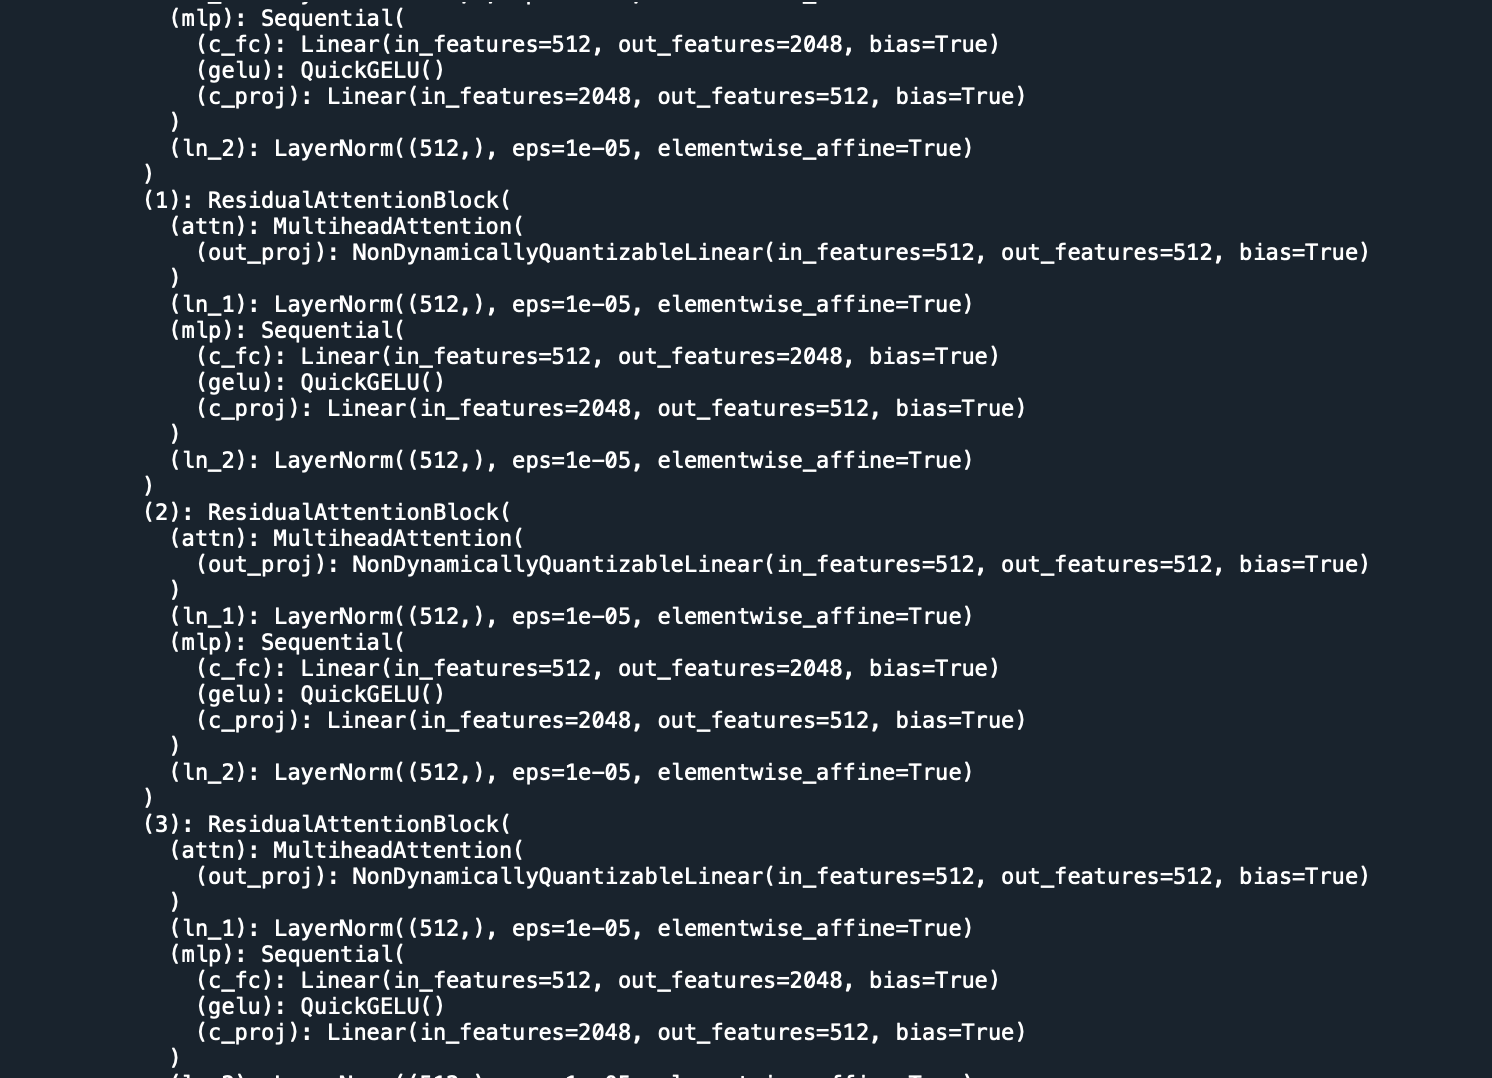 (mlp): Sequential(
(c_fc): Linear(in_features=512, out_features=2048, bias=True)
(gelu): QuickGELU()
(c_proj): Linear(in_features=2048, out_features=512, bias=True)
)
(ln_2): LayerNorm((512,), eps=1e-05, elementwise_affine=True)
)
(1): ResidualAttentionBlock(
(attn): MultiheadAttention(
(out_proj): NonDynamicallyQuantizableLinear(in_features=512, out_features=512, bias=True)
)
(ln_1): LayerNorm((512,), eps=1e-05, elementwise_affine=True)
(mlp): Sequential(
(c_fc): Linear(in_features=512, out_features=2048, bias=True)
(gelu): QuickGELU()
(c_proj): Linear(in_features=2048, out_features=512, bias=True)
)
(ln_2): LayerNorm((512,), eps=1e-05, elementwise_affine=True)
)
(2): ResidualAttentionBlock(
(attn): MultiheadAttention(
(out_proj): NonDynamicallyQuantizableLinear(in_features=512, out_features=512, bias=True)
)
(ln_1): LayerNorm((512,), eps=1e-05, elementwise_affine=True)
(mlp): Sequential(
(c_fc): Linear(in_features=512, out_features=2048, bias=True)
(gelu): QuickGELU()
(c_proj): Linear(in_features=2048, out_features=512, bias=True)
)
(ln_2): LayerNorm((512,), eps=1e-05, elementwise_affine=True)
)
(3): ResidualAttentionBlock(
(attn): MultiheadAttention(
(out_proj): NonDynamicallyQuantizableLinear(in_features=512, out_features=512, bias=True)
)
(ln_1): LayerNorm((512,), eps=1e-05, elementwise_affine=True)
(mlp): Sequential(
(c_fc): Linear(in_features=512, out_features=2048, bias=True)
(gelu): QuickGELU()
(c_proj): Linear(in_features=2048, out_features=512, bias=True)
)